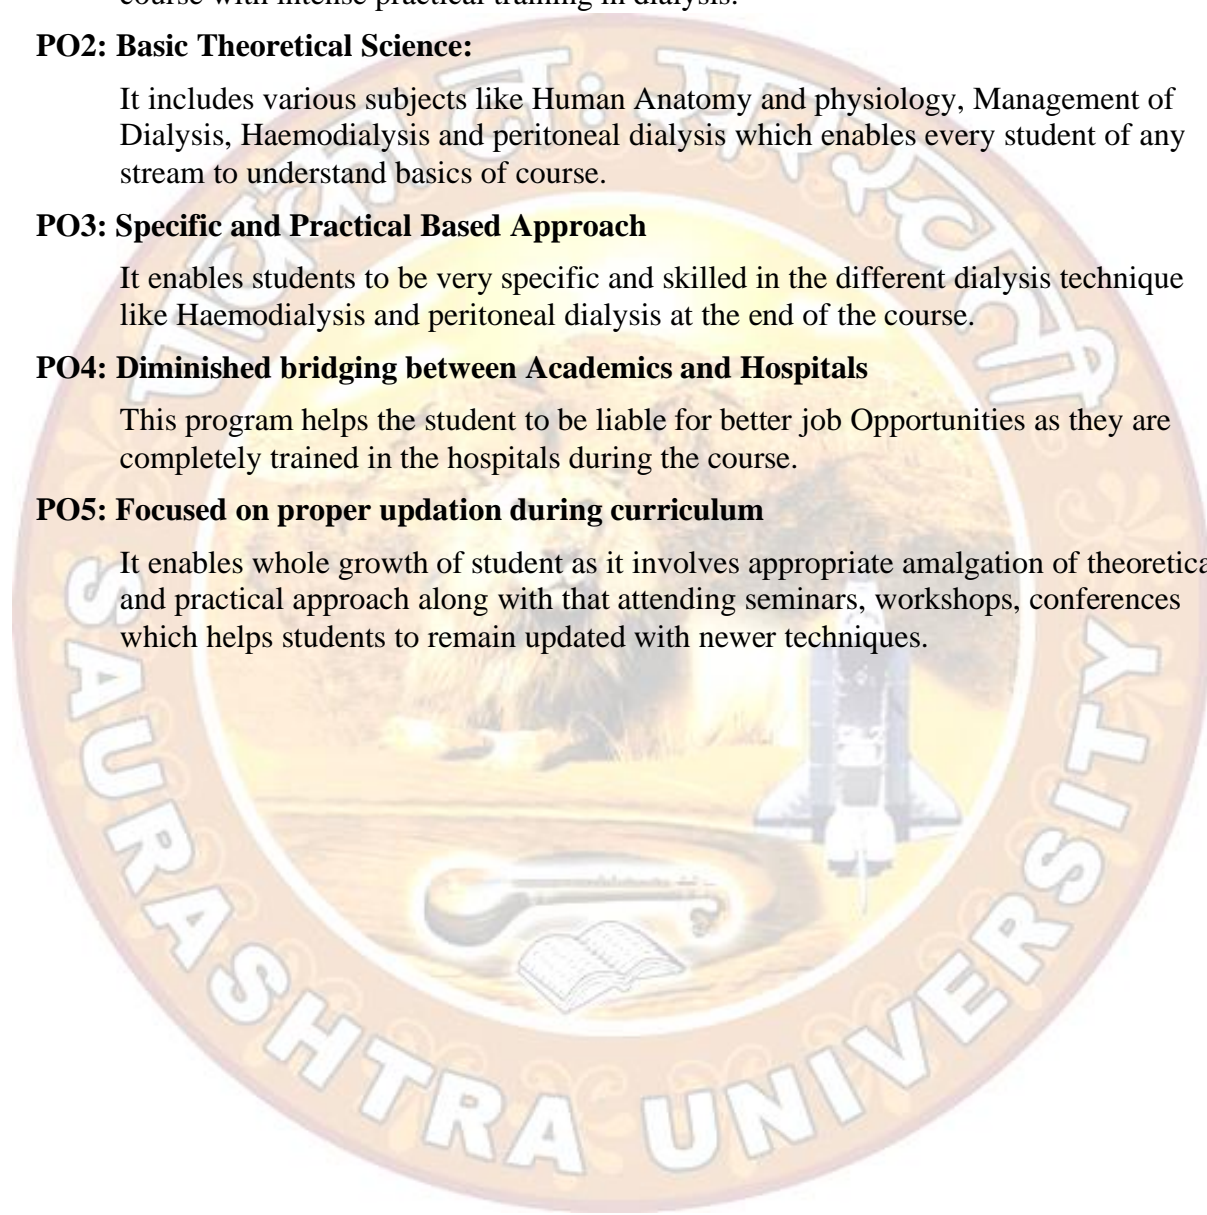 course with intense practical training in dialysis.
PO2: Basic Theoretical Science:
It includes various subjects like Human Anatomy and physiology, Management of
Dialysis, Haemodialysis and peritoneal dialysis which enables every student of any
stream to understand basics of course.
PO3: Specific and Practical Based Approach
It enables students to be very specific and skilled in the different dialysis technique
like Haemodialysis and peritoneal dialysis at the end of the course.
PO4: Diminished bridging between Academics and Hospitals
This program helps the student to be liable for better job Opportunities as they are
completely trained in the hospitals during the course.
PO5: Focused on proper updation during curriculum
It enables whole growth of student as it involves appropriate amalgation of theoretica
and practical approach along with that attending seminars, workshops, conferences
which helps students to remain updated with newer techniques.
पावका नः सरस्वती
SAURASHTRA UNIVERSITY